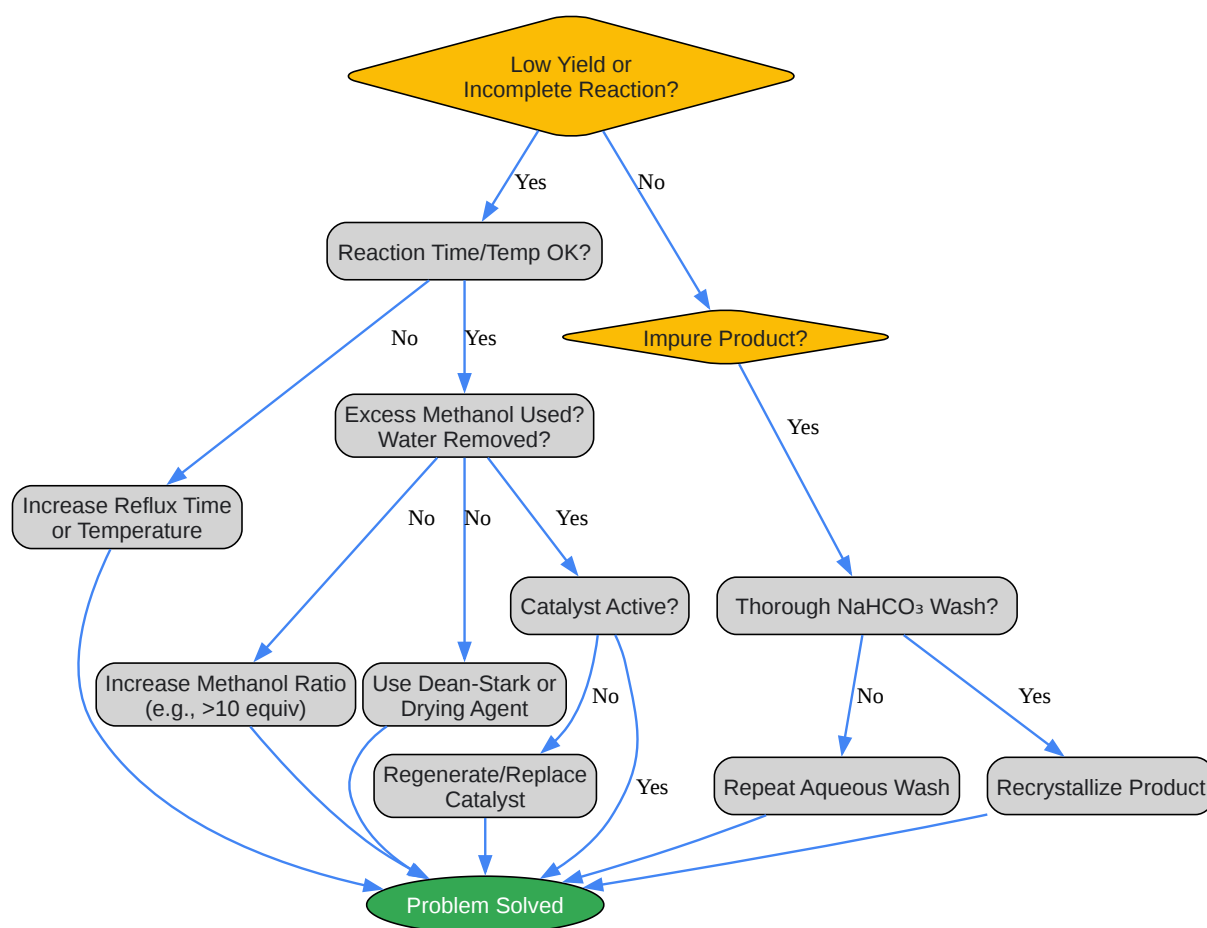 Low Yield or
Incomplete Reaction?
Yes
No
Reaction Time/Temp OK?
Impure Product?
No
Yes
Excess Methanol Used?
Water Removed?
Yes
Increase Reflux Time
or Temperature
No
No
Yes
Catalyst Active?
Thorough NaHCO₃ Wash?
Increase Methanol Ratio
(e.g., >10 equiv)
Use Dean-Stark or
Drying Agent
No
No
Yes
Regenerate/Replace
Catalyst
Yes
Repeat Aqueous Wash
Recrystallize Product
Problem Solved